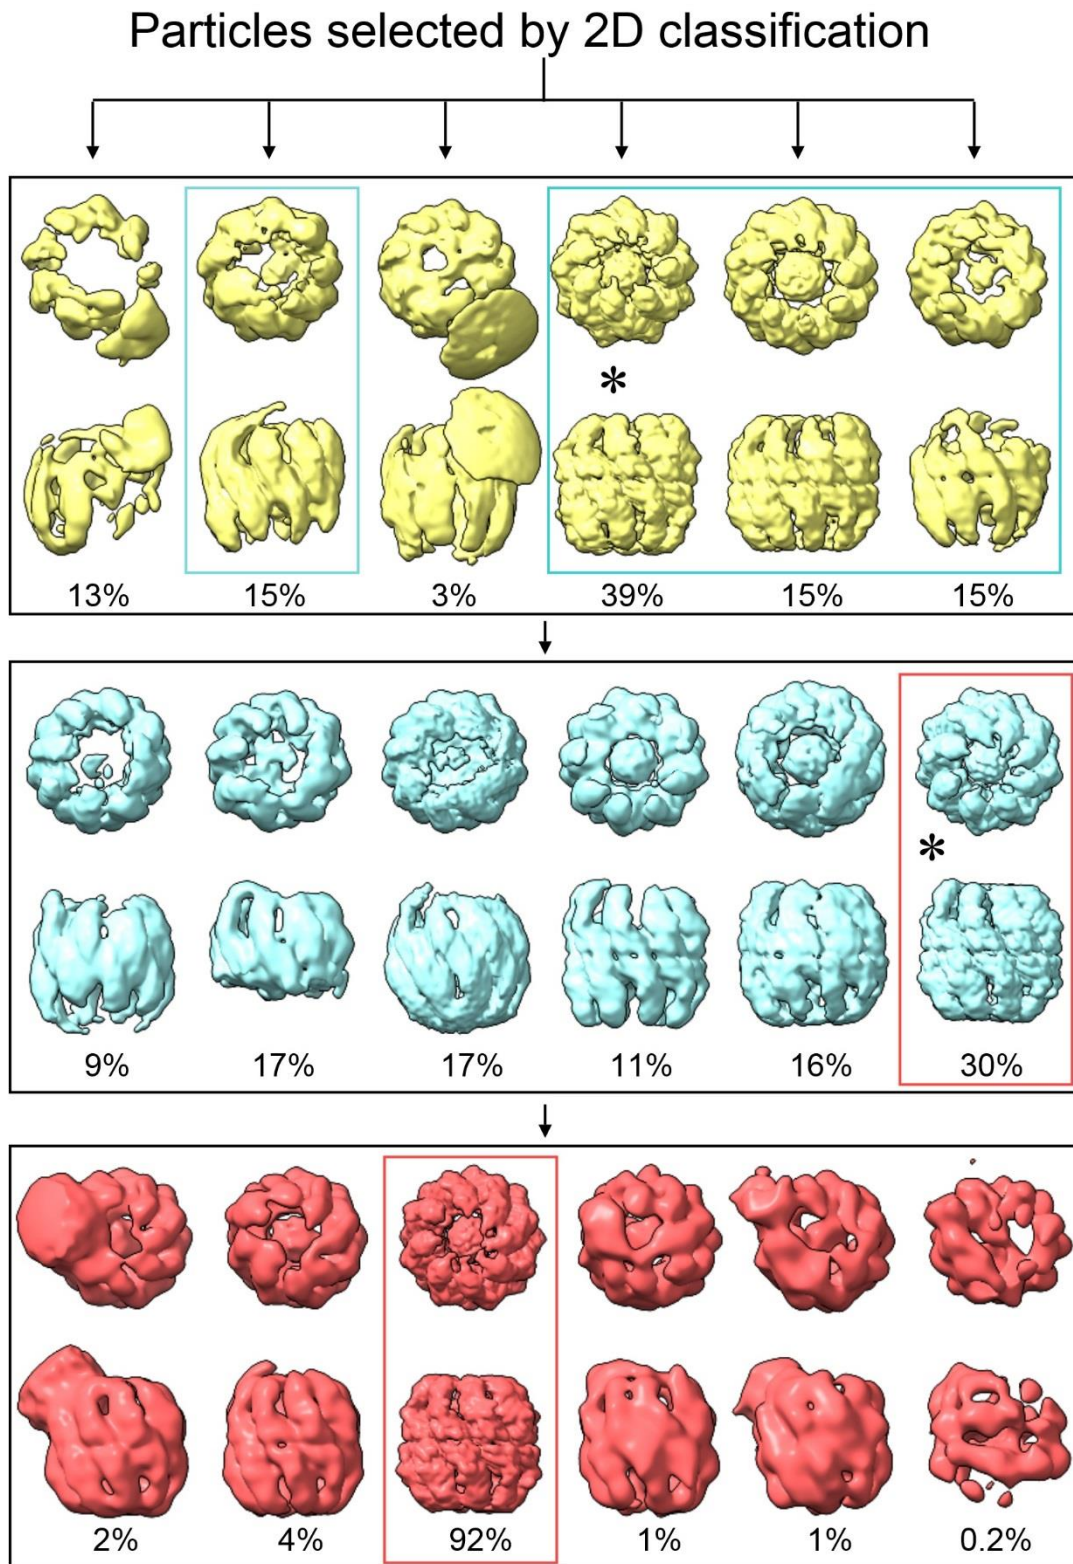 Particles selected by 2D classification
*
13% 15% 3% 39% 15% 15%
*
9% 17% 17% 11% 16% 30%
2% 4% 92% 1% 1% 0.2%